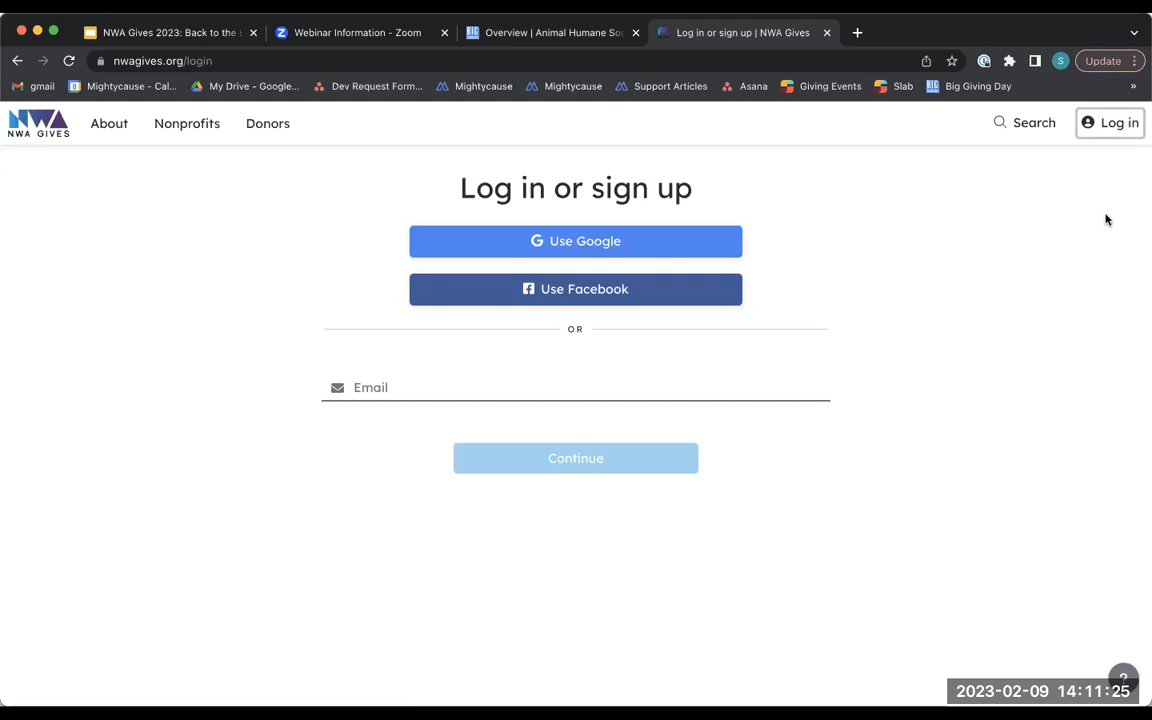 NWA Gives 2023: Back to the
Webinar Information - Zoom
Overview | Animal Humane Soc
Log in or sign up | NWA Gives
nwagives.org/login
S
Update
gmail
Mightycause - Cal...
My Drive - Google...
Dev Request Form...
Mightycause
Mightycause
Support Articles
Asana
Giving Events
Slab
BIG
Big Giving Day
»
NWA GIVES
About
Nonprofits
Donors
Search
Log in
Log in or sign up
Use Google
Use Facebook
OR
Email
Continue
?
2023-02-09 14:11:25